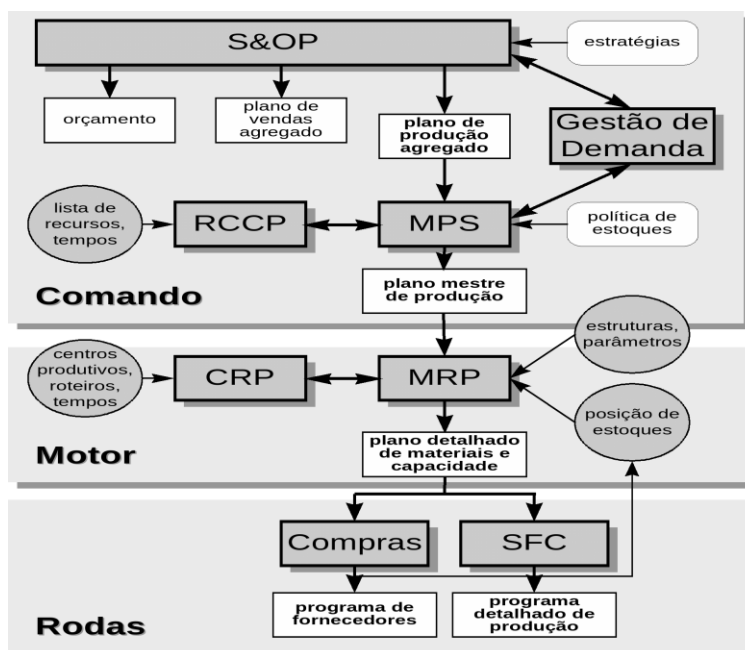 S&OP
estratégias
orçamento
plano de
vendas
agregado
plano de
produção
agregado
Gestão de
Demanda
lista de
recursos,
tempos
RCCP
MPS
política de
estoques
Comando
plano mestre
de produção
centros
produtivos,
roteiros,
tempos
CRP
MRP
estruturas,
parâmetros
posição de
estoques
Motor
plano detalhado
de materiais e
capacidade
Compras
SFC
Rodas
programa de
fornecedores
programa
detalhado de
produção